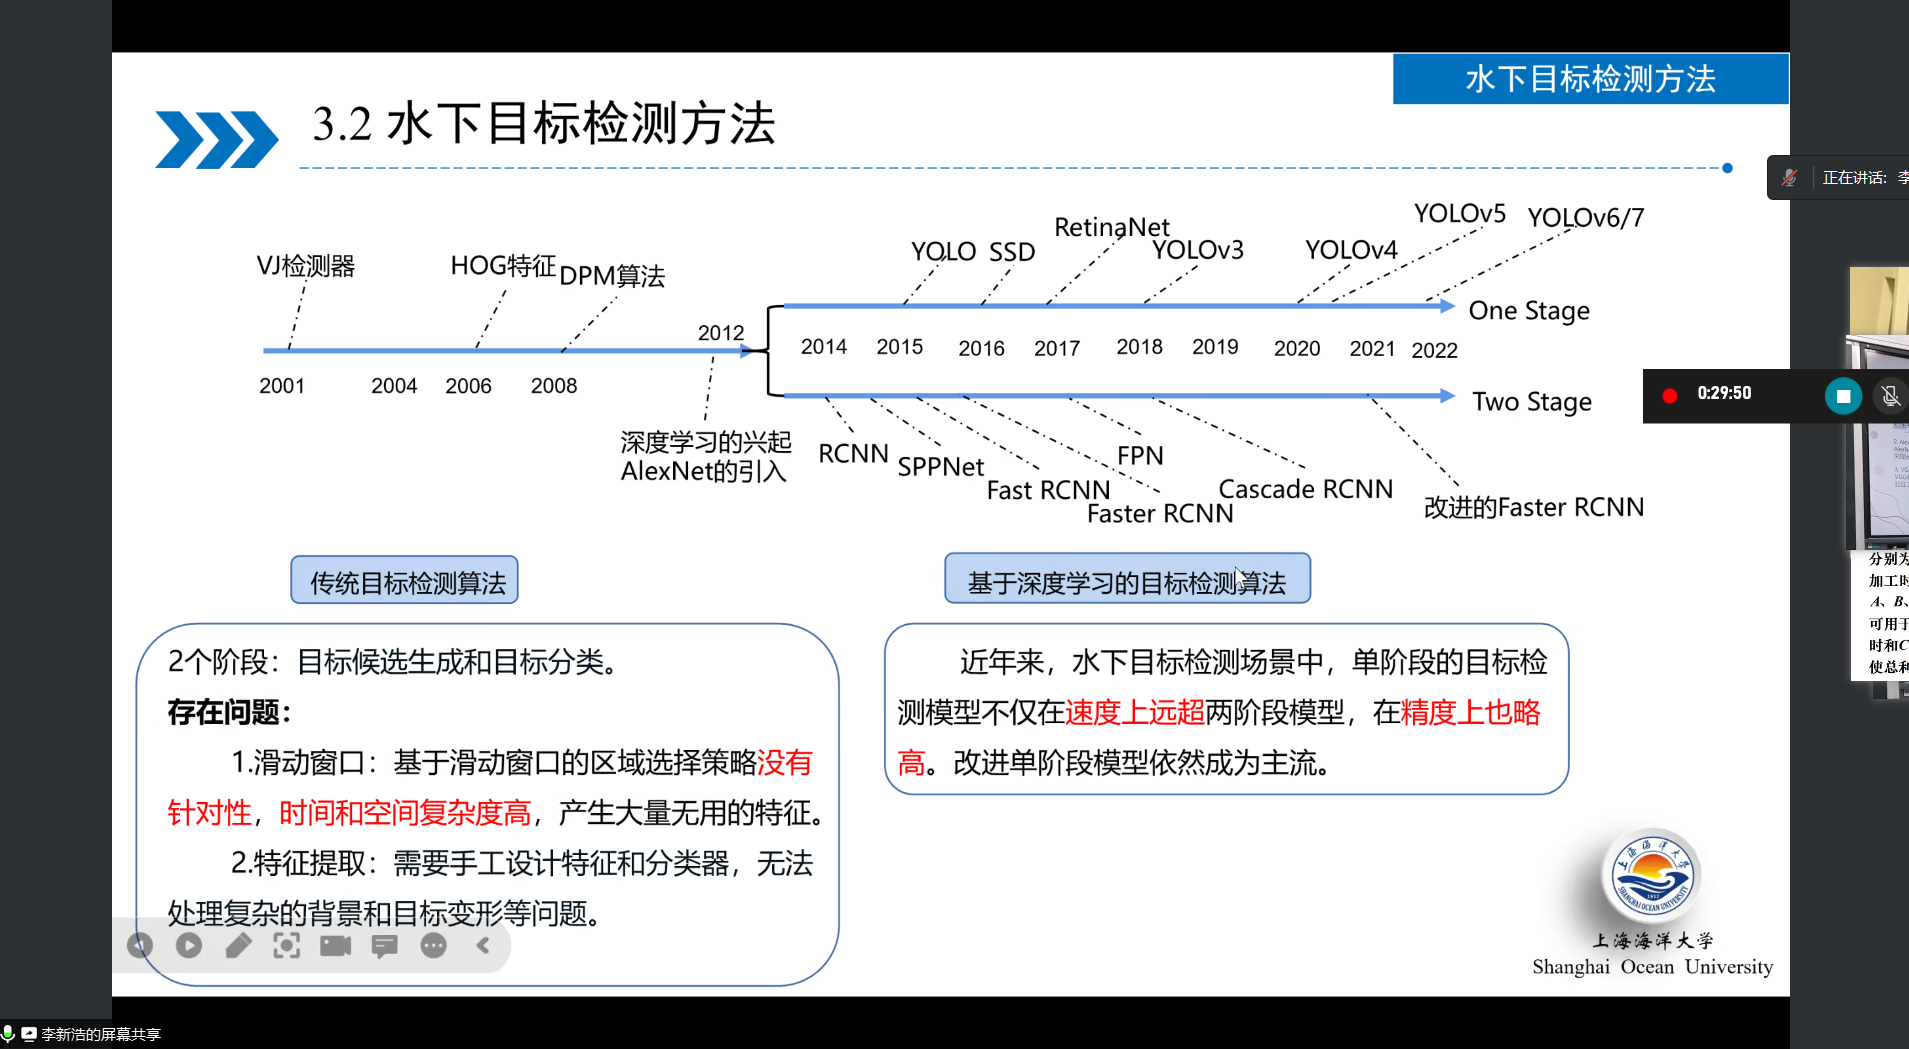 水下目标检测方法
3.2 水下目标检测方法
正在讲话: 李
VJ检测器
HOG特征
DPM算法
YOLO
SSD
RetinaNet
YOLOv3
YOLOv4
YOLOv5
YOLOv6/7
One Stage
2012
2014
2015
2016
2017
2018
2019
2020
2021
2022
2001
2004
2006
2008
Two Stage
0:29:50
深度学习的兴起
AlexNet的引入
RCNN
SPPNet
Fast RCNN
Faster RCNN
FPN
Cascade RCNN
改进的Faster RCNN
传统目标检测算法
基于深度学习的目标检测算法
2个阶段：目标候选生成和目标分类。
存在问题：
1.滑动窗口：基于滑动窗口的区域选择策略没有
针对性，时间和空间复杂度高，产生大量无用的特征。
2.特征提取：需要手工设计特征和分类器，无法
处理复杂的背景和目标变形等问题。
近年来，水下目标检测场景中，单阶段的目标检
测模型不仅在速度上远超两阶段模型，在精度上也略
高。改进单阶段模型依然成为主流。
分别为
加工时
A、B、
可用于
时和C
使总利
上海海洋大学
SHANGHAI OCEAN UNIVERSITY
1912
上海海洋大学
Shanghai Ocean University
李新浩的屏幕共享